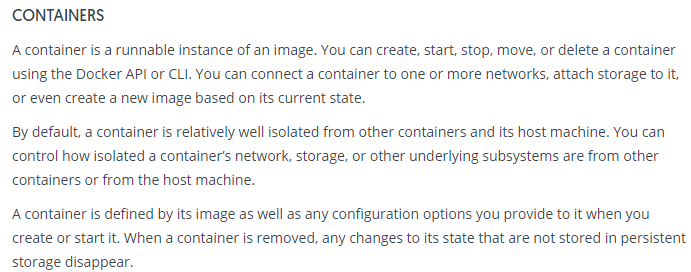 CONTAINERS
A container is a runnable instance of an image. You can create, start, stop, move, or delete a container
using the Docker API or CLI. You can connect a container to one or more networks, attach storage to it,
or even create a new image based on its current state.
By default, a container is relatively well isolated from other containers and its host machine. You can
control how isolated a container’s network, storage, or other underlying subsystems are from other
containers or from the host machine.
A container is defined by its image as well as any configuration options you provide to it when you
create or start it. When a container is removed, any changes to its state that are not stored in persistent
storage disappear.